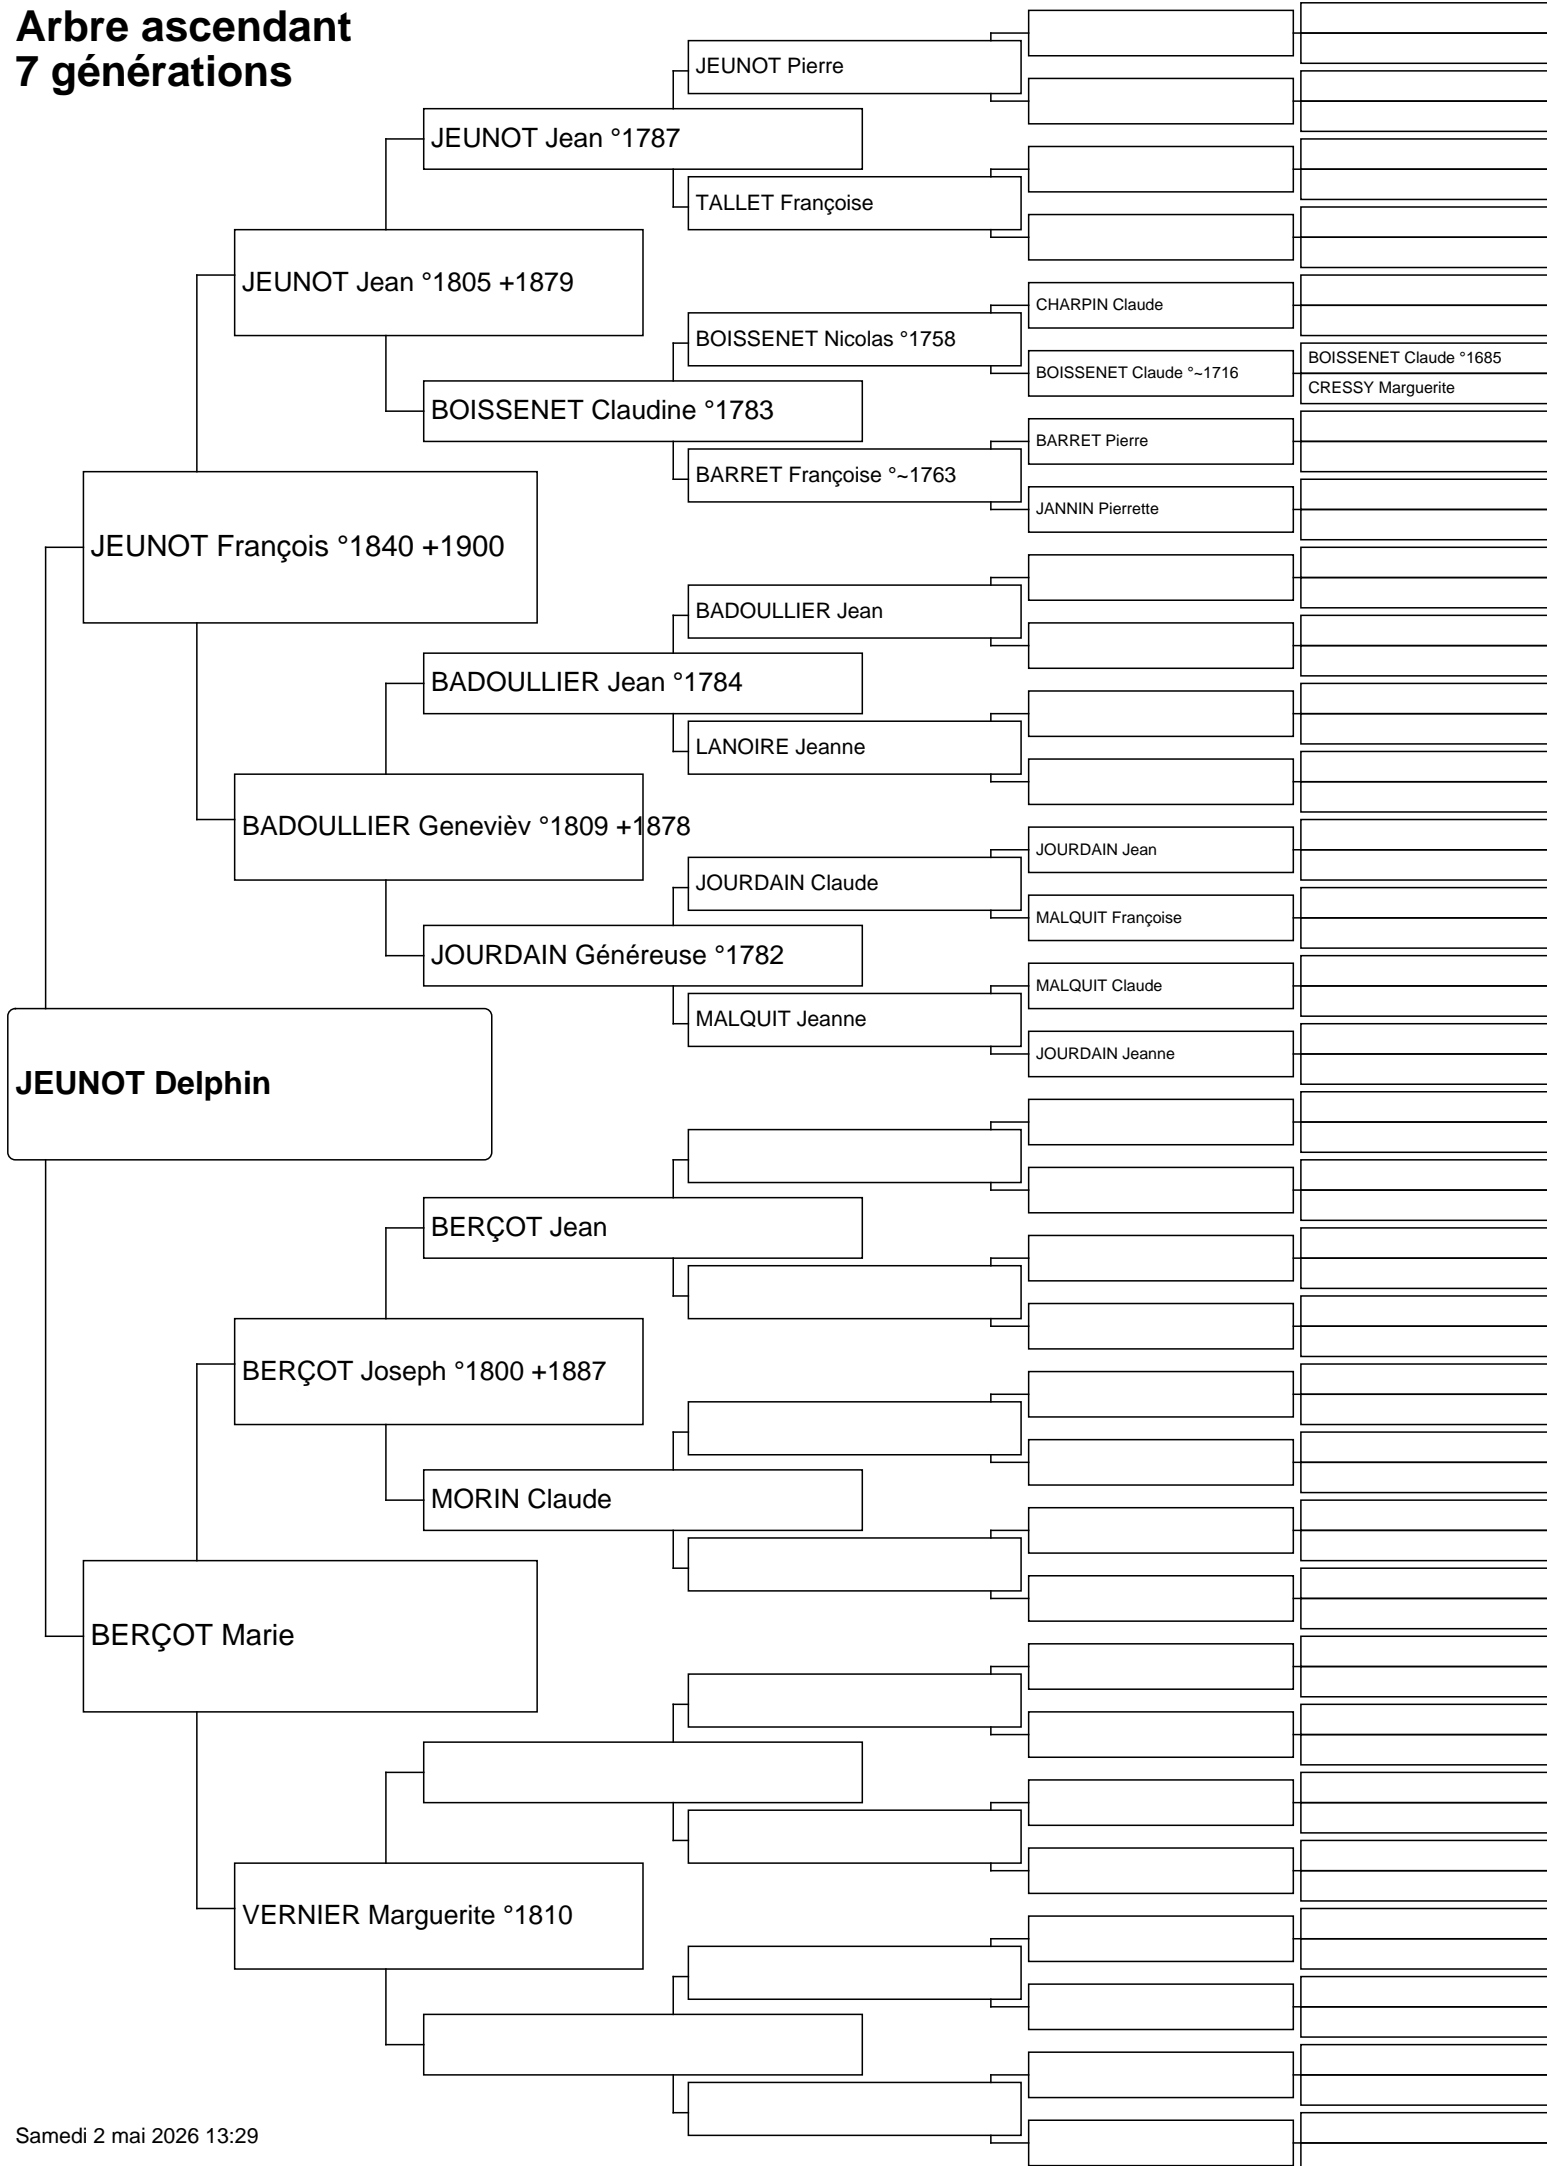 Arbre ascendant
7 générations
JEUNOT Pierre
JEUNOT Jean °1787
TALLET Françoise
JEUNOT Jean °1805 +1879
CHARPIN Claude
BOISSENET Nicolas °1758
BOISSENET Claude °1685
BOISSENET Claude °~1716
CRESSY Marguerite
BOISSENET Claudine °1783
BARRET Pierre
BARRET Françoise °~1763
JANNIN Pierrette
JEUNOT François °1840 +1900
BADOULLIER Jean
BADOULLIER Jean °1784
LANOIRE Jeanne
BADOULLIER Genevièv °1809 +1878
JOURDAIN Jean
JOURDAIN Claude
MALQUIT Françoise
JOURDAIN Généreuse °1782
MALQUIT Claude
MALQUIT Jeanne
JOURDAIN Jeanne
JEUNOT Delphin
BERÇOT Jean
BERÇOT Joseph °1800 +1887
MORIN Claude
BERÇOT Marie
VERNIER Marguerite °1810
Samedi 2 mai 2026 13:29